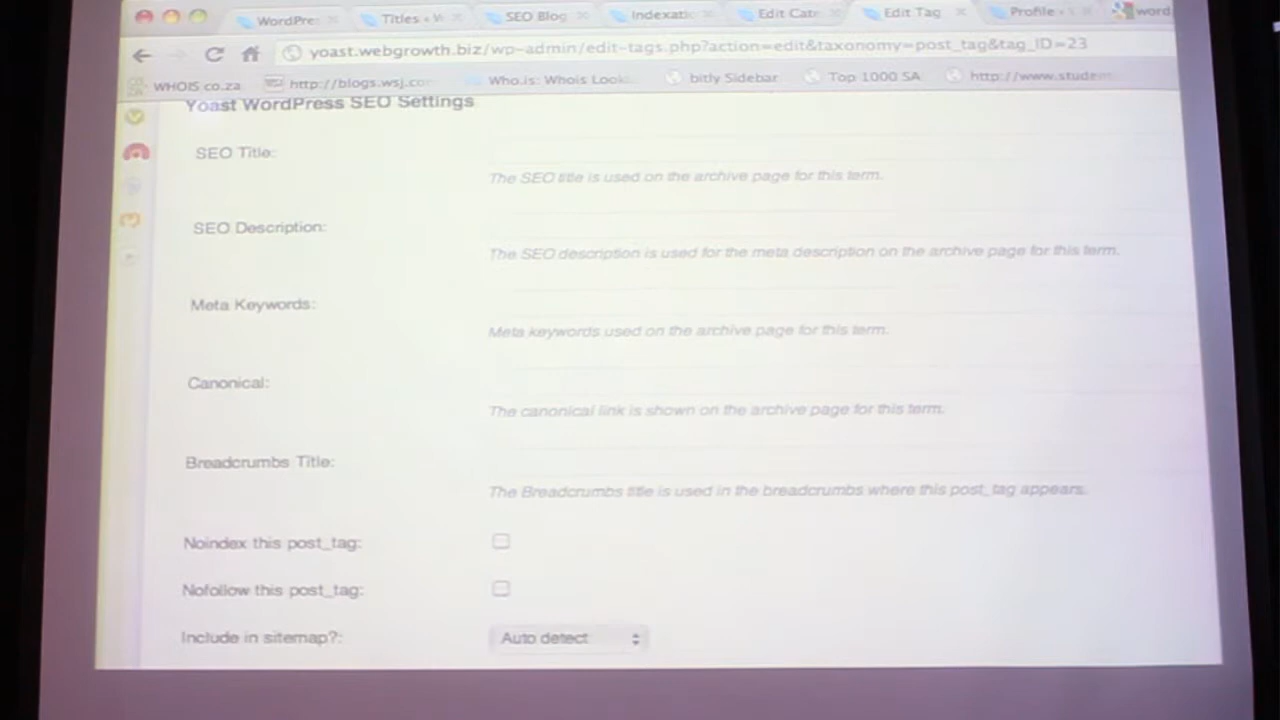 WordPre Titles ‹ W SEO Blog Indexati Edit Cate Edit Tag Profile ‹ word
yoast.webgrowth.biz/wp-admin/edit-tags.php?action=edit&taxonomy=post_tag&tag_ID=23
WHOIS co.za http://blogs.wsj.co Who.is: Whois Look bitly Sidebar Top 1000 SA http://www.studen
Yoast WordPress SEO Settings
SEO Title:
The SEO title is used on the archive page for this term.
SEO Description:
The SEO description is used for the meta description on the archive page for this term.
Meta Keywords:
Meta keywords used on the archive page for this term.
Canonical:
The canonical link is shown on the archive page for this term.
Breadcrumbs Title:
The Breadcrumbs title is used in the breadcrumbs where this post_tag appears.
Noindex this post_tag:
Nofollow this post_tag:
Include in sitemap?: Auto detect